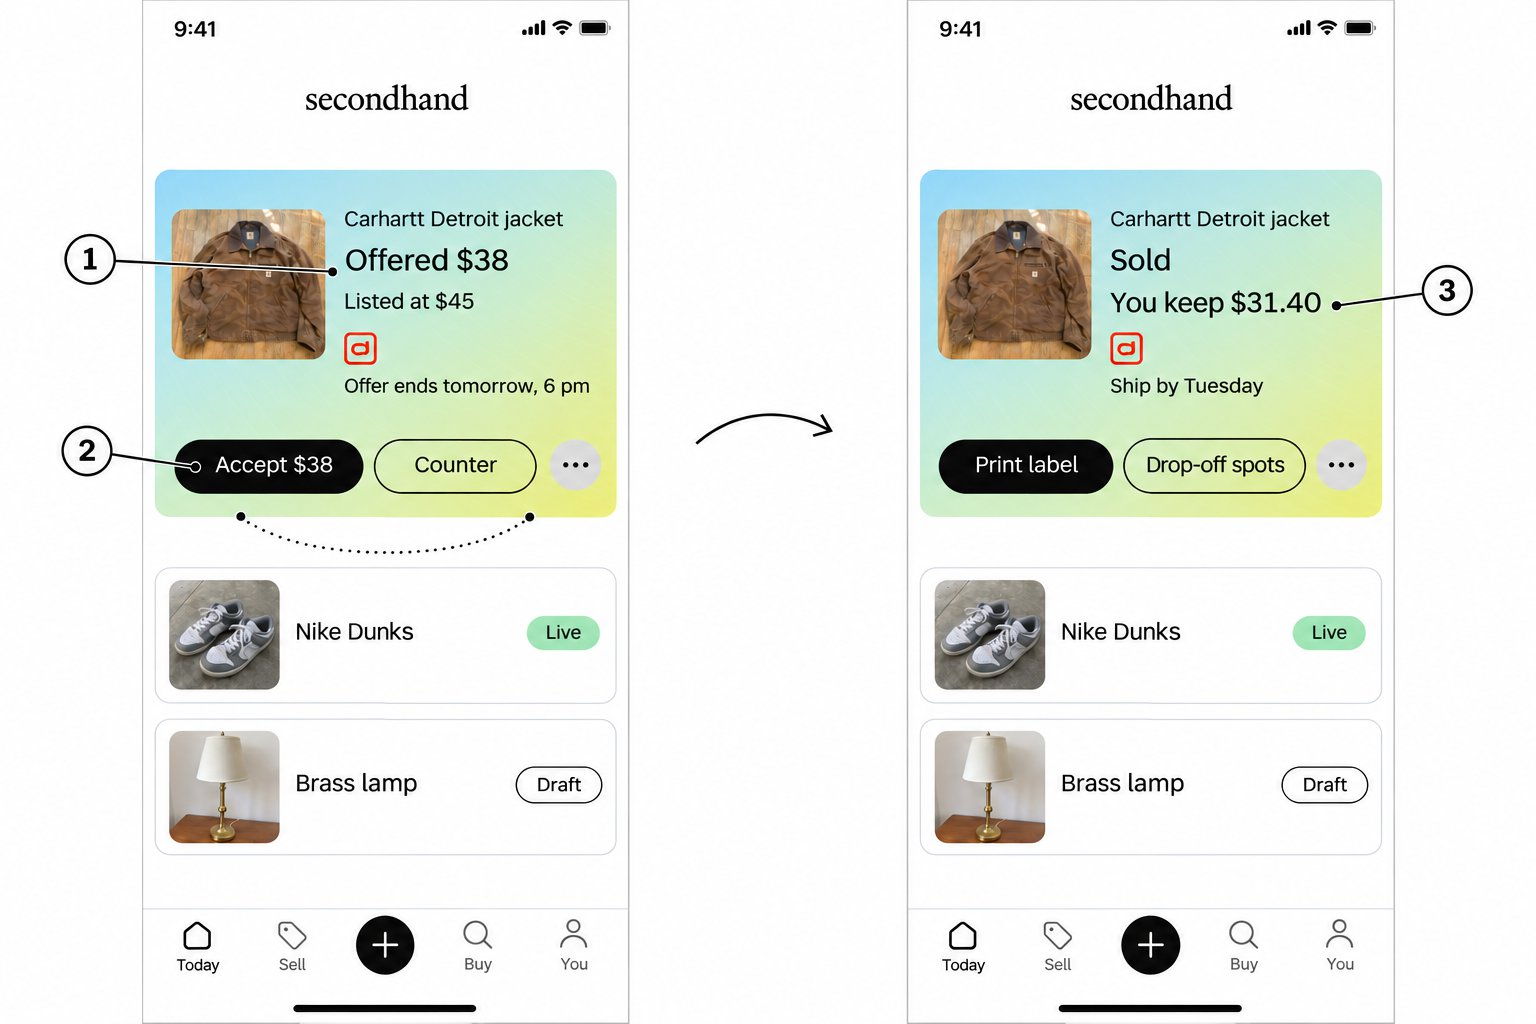 9:41
secondhand
1
Carhartt Detroit jacket
Offered $38
Listed at $45
a
Offer ends tomorrow, 6 pm
2
Accept $38
Counter
Nike Dunks
Live
Brass lamp
Draft
Today
Sell
Buy
You
9:41
secondhand
Carhartt Detroit jacket
Sold
You keep $31.40
3
a
Ship by Tuesday
Print label
Drop-off spots
Nike Dunks
Live
Brass lamp
Draft
Today
Sell
Buy
You